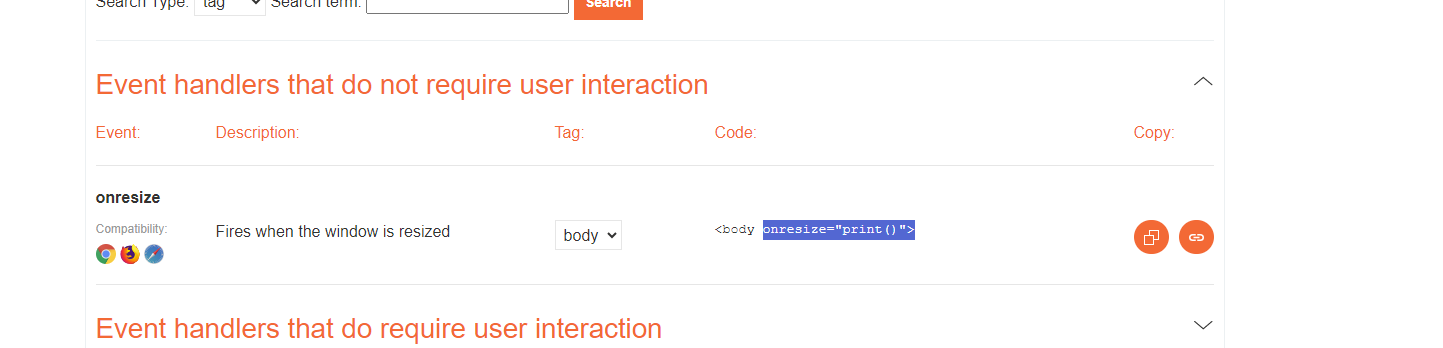 Search Type: tag Search term: Search
Event handlers that do not require user interaction
Event: Description: Tag: Code: Copy:
onresize
Compatibility:
Fires when the window is resized
body
<body onresize="print()">
Event handlers that do require user interaction